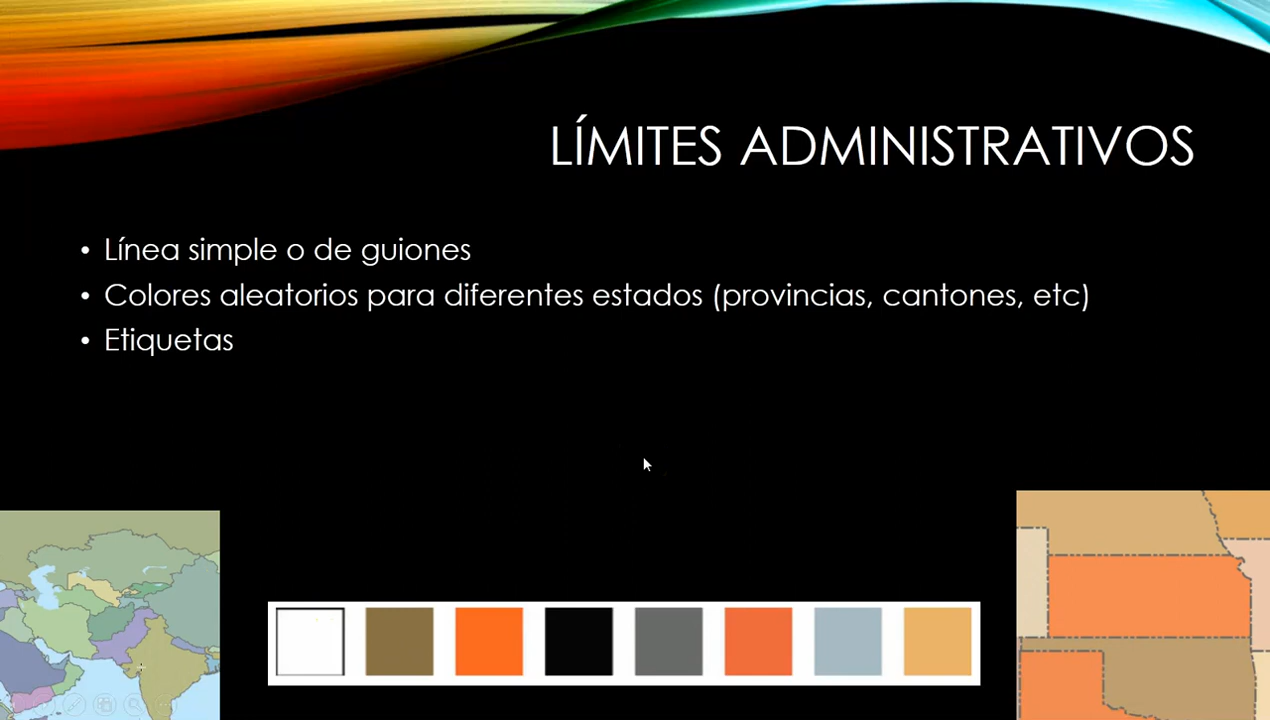 LÍMITES ADMINISTRATIVOS
• Línea simple o de guiones
• Colores aleatorios para diferentes estados (provincias, cantones, etc)
• Etiquetas